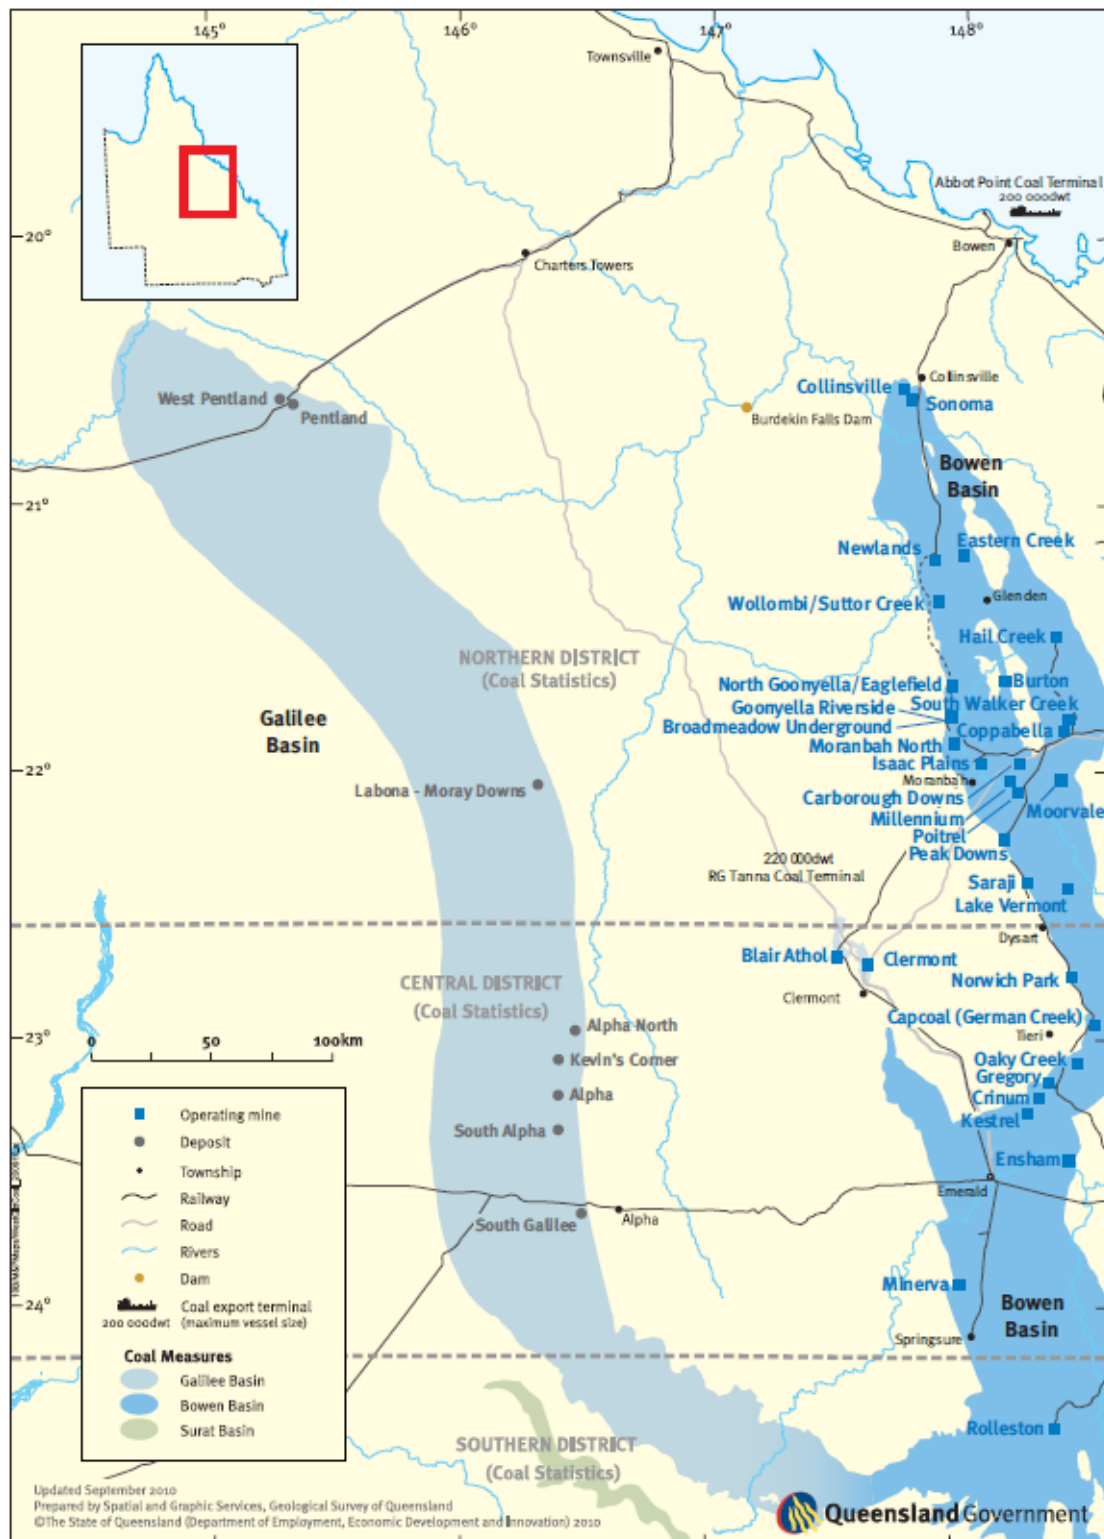 145°
146°
147°
148°
Townsville
Abbot Point Coal Terminal
200 000dwt
20°
Bowen
Charters Towers
Collinsville
Collinsville
West Pentland
Sonoma
Pentland
Burdekin Falls Dam
Bowen
Basin
21°
Eastern Creek
Newlands
Glenden
Wollombi/Suttor Creek
Hail Creek
NORTHERN DISTRICT
(Coal Statistics)
North Goonyella/Eaglefield
Burton
Goonyella Riverside
South Walker Creek
Galilee
Basin
Broadmeadow Underground
Coppabella
Moranbah North
Isaac Plains
22°
Moranbah
Labona - Moray Downs
Carborough Downs
Moorvale
Millennium
Poitrel
Peak Downs
220 000dwt
RG Tanna Coal Terminal
Saraji
Lake Vermont
Dysart
Blair Athol
Clermont
CENTRAL DISTRICT
(Coal Statistics)
Norwich Park
Clermont
Capcoal (German Creek)
Alpha North
23°
Tieri
0
50
100km
Kevin's Corner
Oaky Creek
Gregory
Alpha
Crinum
Kestrel
South Alpha
Ensham
Emerald
South Galilee
Alpha
Minerva
24°
Bowen
Basin
Springsure
Operating mine
Deposit
Township
Railway
Road
Rivers
Dam
Coal export terminal
200 000dwt (maximum vessel size)
Coal Measures
Galilee Basin
Bowen Basin
Surat Basin
Rolleston
SOUTHERN DISTRICT
(Coal Statistics)
Updated September 2010
Prepared by Spatial and Graphic Services, Geological Survey of Queensland
©The State of Queensland (Department of Employment, Economic Development and Innovation) 2010
Queensland Government